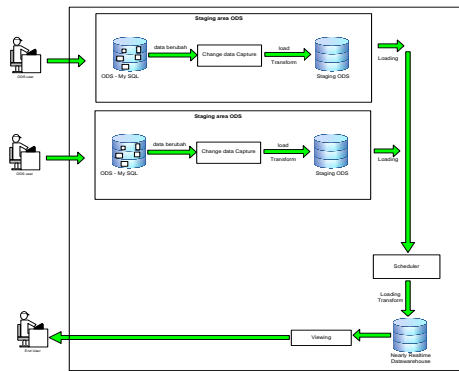 Staging area ODS
ODS user
ODS - My SQL
data berubah
Change data Capture
load
Transform
Staging ODS
Loading
Staging area ODS
ODS user
ODS - My SQL
data berubah
Change data Capture
load
Transform
Staging ODS
Loading
Scheduler
Loading
Transform
Nearly Realtime
Datawarehouse
Viewing
End User